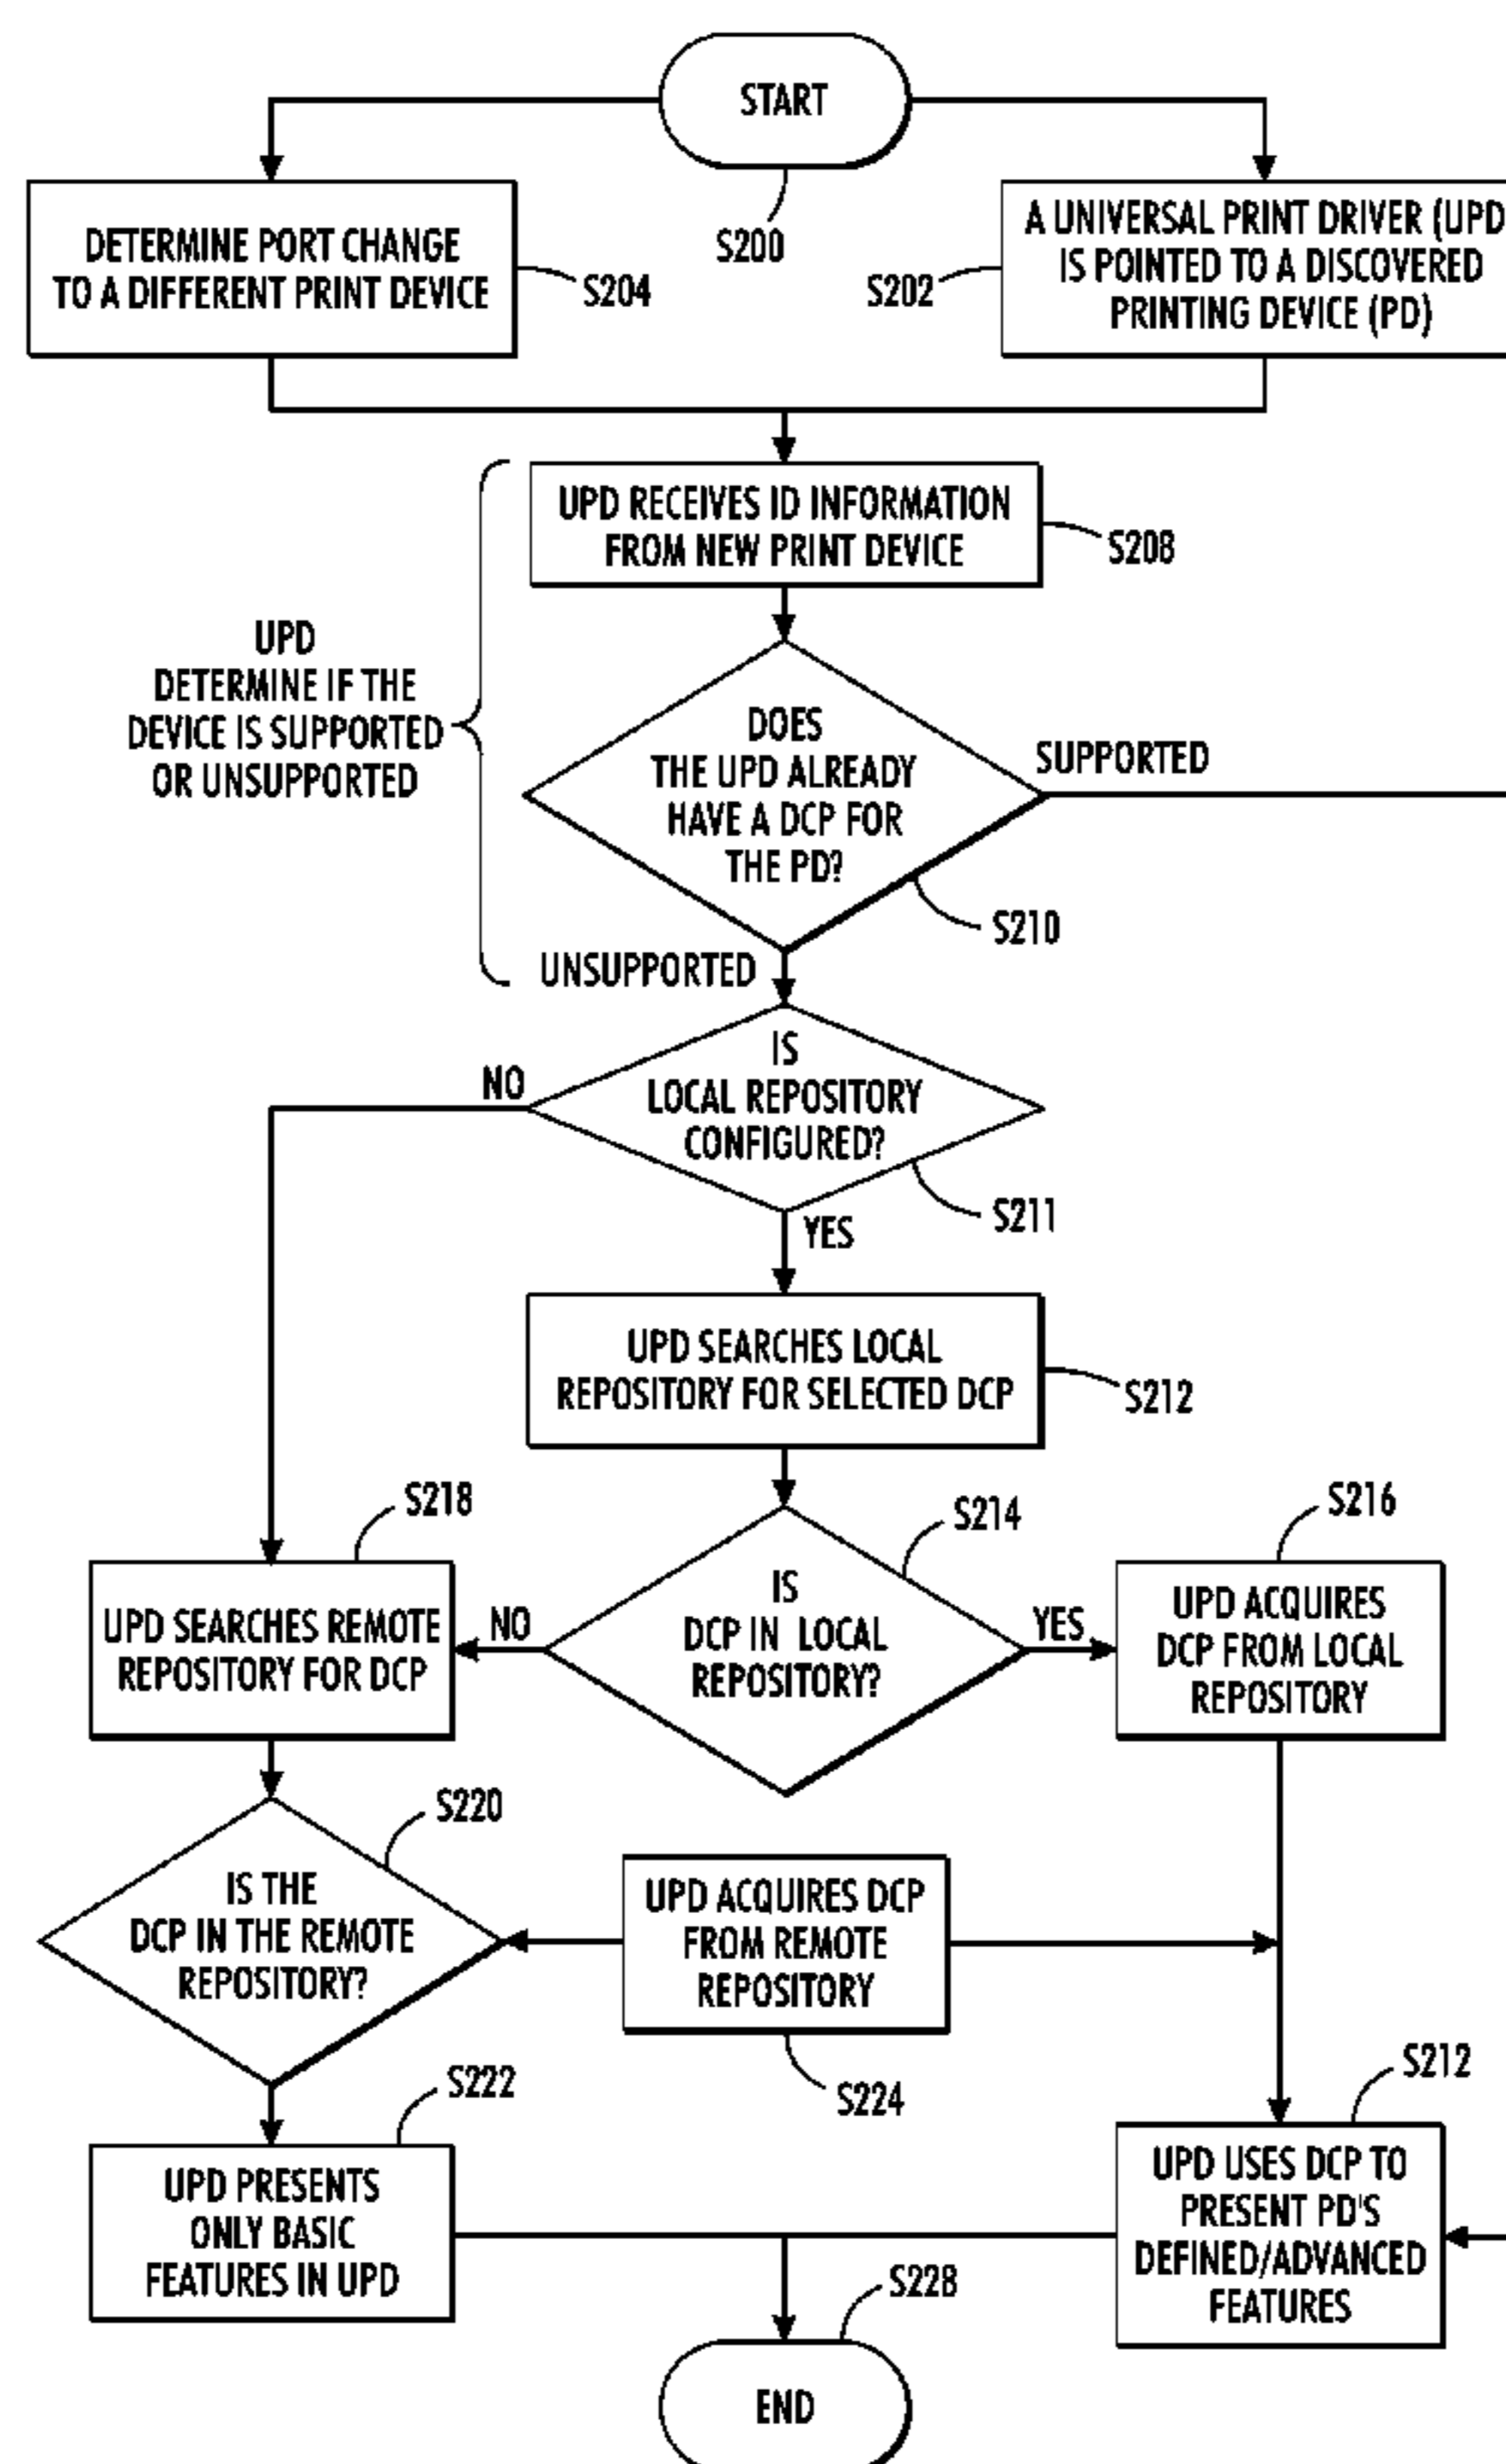 START
S200
DETERMINE PORT CHANGE
TO A DIFFERENT PRINT DEVICE
S204
S202
A UNIVERSAL PRINT DRIVER (UPD
IS POINTED TO A DISCOVERED
PRINTING DEVICE (PD)
UPD RECEIVES ID INFORMATION
FROM NEW PRINT DEVICE
S208
UPD
DETERMINE IF THE
DEVICE IS SUPPORTED
OR UNSUPPORTED
DOES
THE UPD ALREADY
HAVE A DCP FOR
THE PD?
SUPPORTED
S210
UNSUPPORTED
IS
LOCAL REPOSITORY
CONFIGURED?
NO
S211
YES
UPD SEARCHES LOCAL
REPOSITORY FOR SELECTED DCP
S212
S218
S214
S216
UPD SEARCHES REMOTE
REPOSITORY FOR DCP
NO
IS
DCP IN LOCAL
REPOSITORY?
YES
UPD ACQUIRES
DCP FROM LOCAL
REPOSITORY
S220
IS THE
DCP IN THE REMOTE
REPOSITORY?
UPD ACQUIRES DCP
FROM REMOTE
REPOSITORY
S224
S222
S212
UPD PRESENTS
ONLY BASIC
FEATURES IN UPD
UPD USES DCP TO
PRESENT PD'S
DEFINED/ADVANCED
FEATURES
S228
END